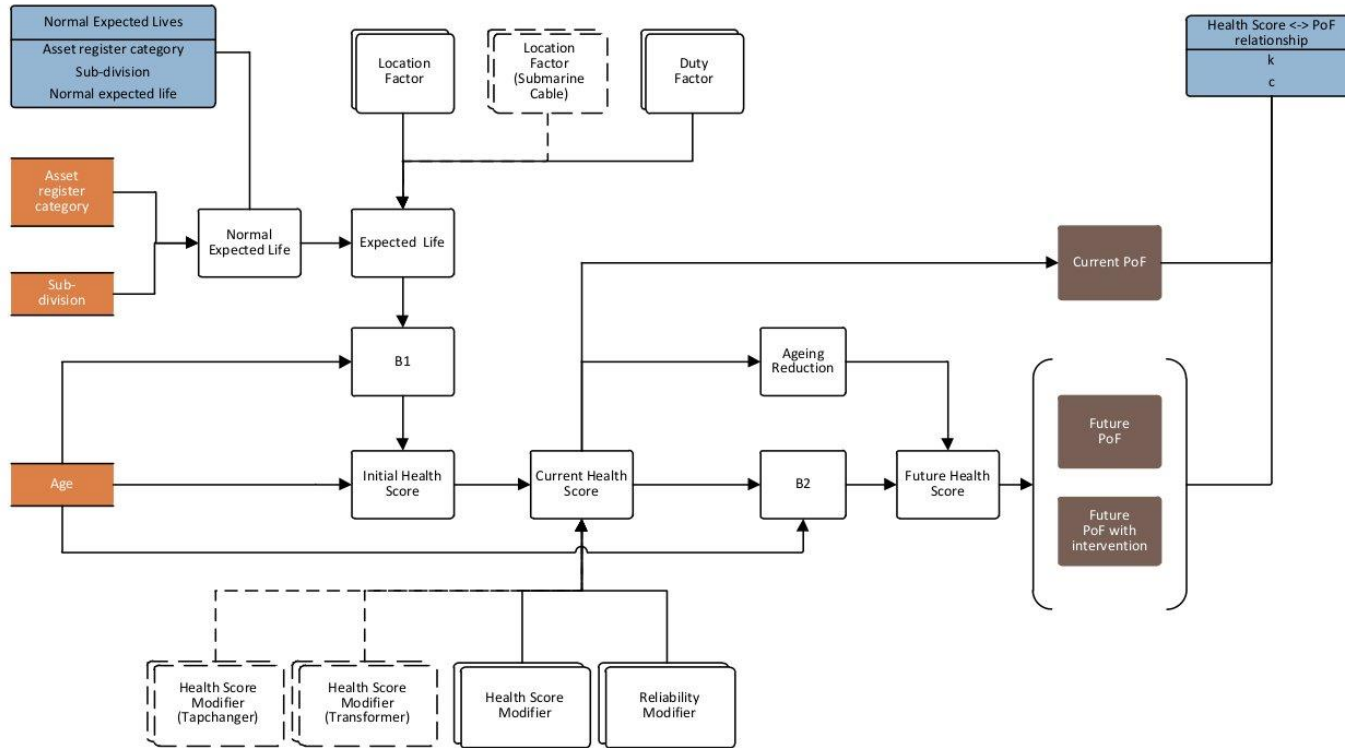 Normal Expected Lives
Asset register category
Sub-division
Normal expected life
Location
Factor
Location
Factor
(Submarine
Cable)
Duty
Factor
Health Score <-> PoF
relationship
k
c
Asset
register
category
Sub-
division
Normal
Expected Life
Expected Life
Current PoF
B1
Ageing
Reduction
Age
Initial Health
Score
Current Health
Score
B2
Future Health
Score
Future
PoF
Future
PoF with
intervention
Health Score
Modifier
(Tapchanger)
Health Score
Modifier
(Transformer)
Health Score
Modifier
Reliability
Modifier